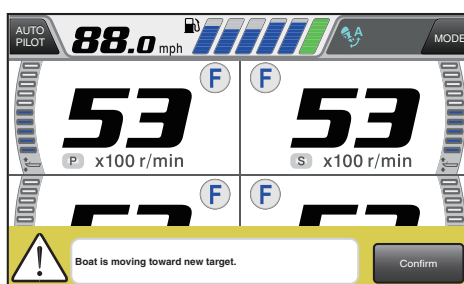 AUTO
PILOT
88.0 mph
A
MODE
F
F
53
53
P x100 r/min
S x100 r/min
F
F
Boat is moving toward new target.
Confirm